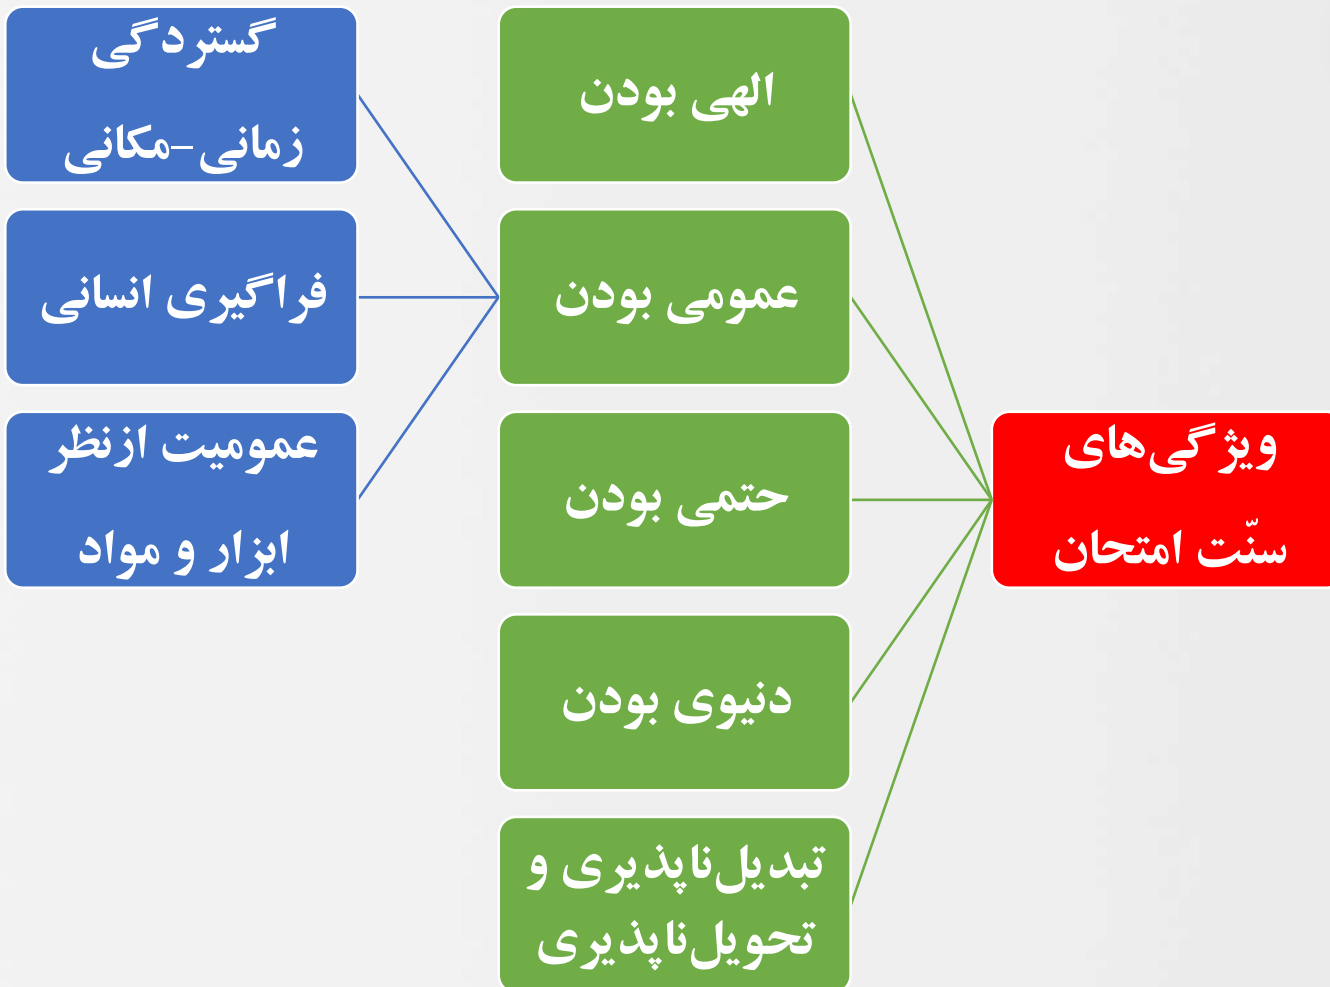 ویژگی‌های
سنّت امتحان
الهی بودن
عمومی بودن
گستردگی
زمانی-مکانی
فراگیری انسانی
عمومیت ازنظر
ابزار و مواد
حتمی بودن
دنیوی بودن
تبدیل‌ناپذیری و
تحویل‌ناپذیری